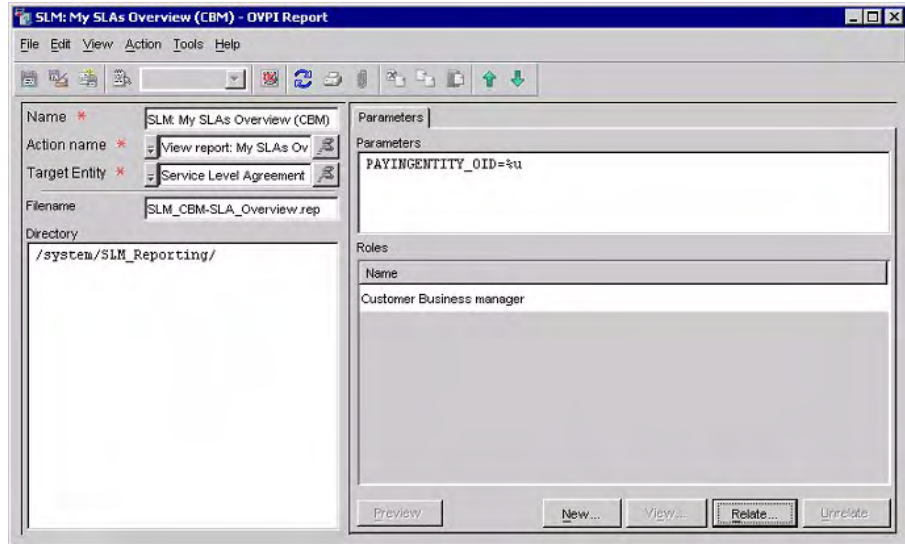 SLM: My SLAs Overview (CBM) - OVPI Report
File Edit View Action Tools Help
Name *
SLM: My SLAs Overview (CBM)
Action name *
View report: My SLAs Ov
Target Entity *
Service Level Agreement
Filename
SLM_CBM-SLA_Overview.rep
Directory
/system/SLM_Reporting/
Parameters
Parameters
PAYINGENTITY_OID=%u
Roles
Name
Customer Business manager
Preview New... View... Relate... Unrelate